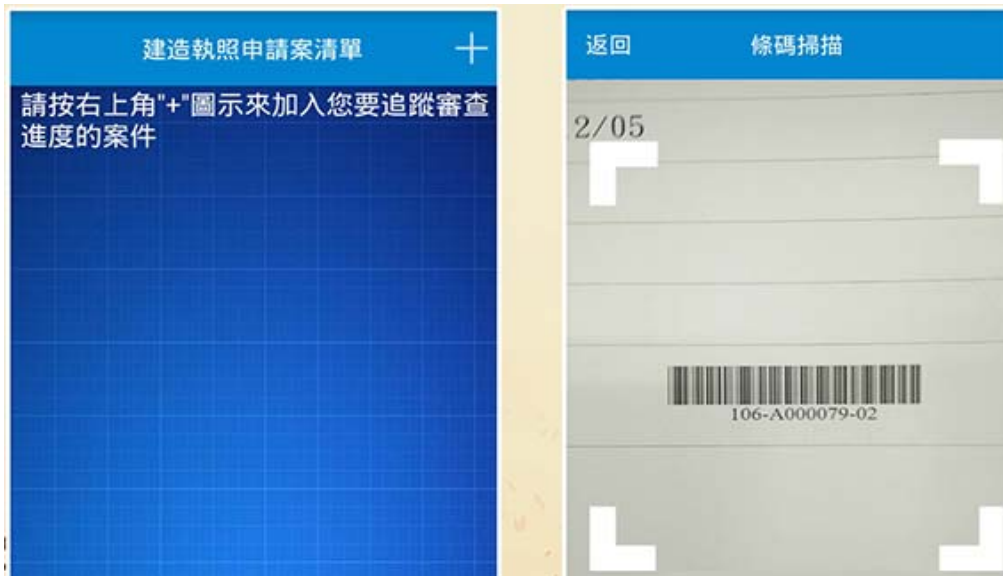 建造執照申請案清單
請按右上角"+"圖示來加入您要追蹤審查
進度的案件
返回
條碼掃描
2/05
106-A000079-02